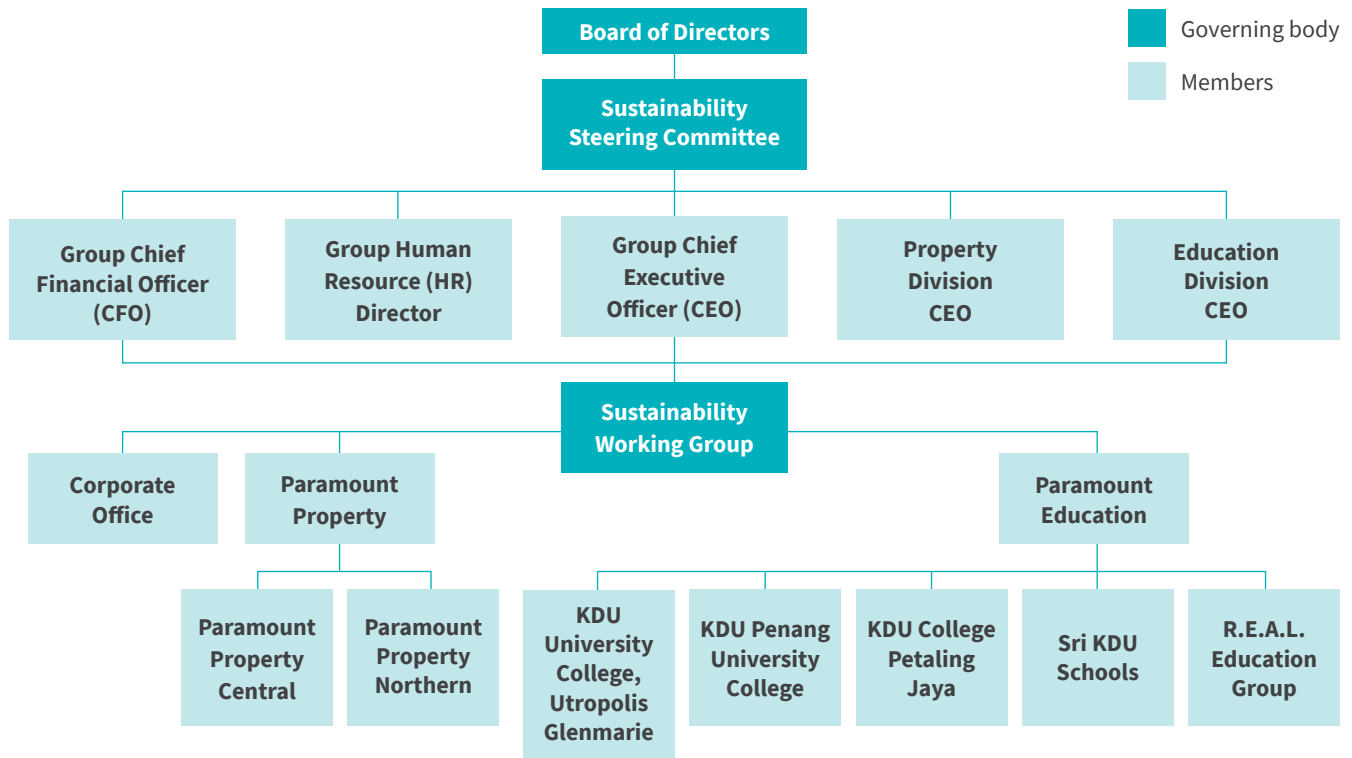 Board of Directors
Governing body
Members
Sustainability
Steering Committee
Group Chief
Financial Officer
(CFO)
Group Human
Resource (HR)
Director
Group Chief
Executive
Officer (CEO)
Property
Division
CEO
Education
Division
CEO
Sustainability
Working Group
Corporate
Office
Paramount
Property
Paramount
Education
Paramount
Property
Central
Paramount
Property
Northern
KDU
University
College,
Utropolis
Glenmarie
KDU Penang
University
College
KDU College
Petaling
Jaya
Sri KDU
Schools
R.E.A.L.
Education
Group